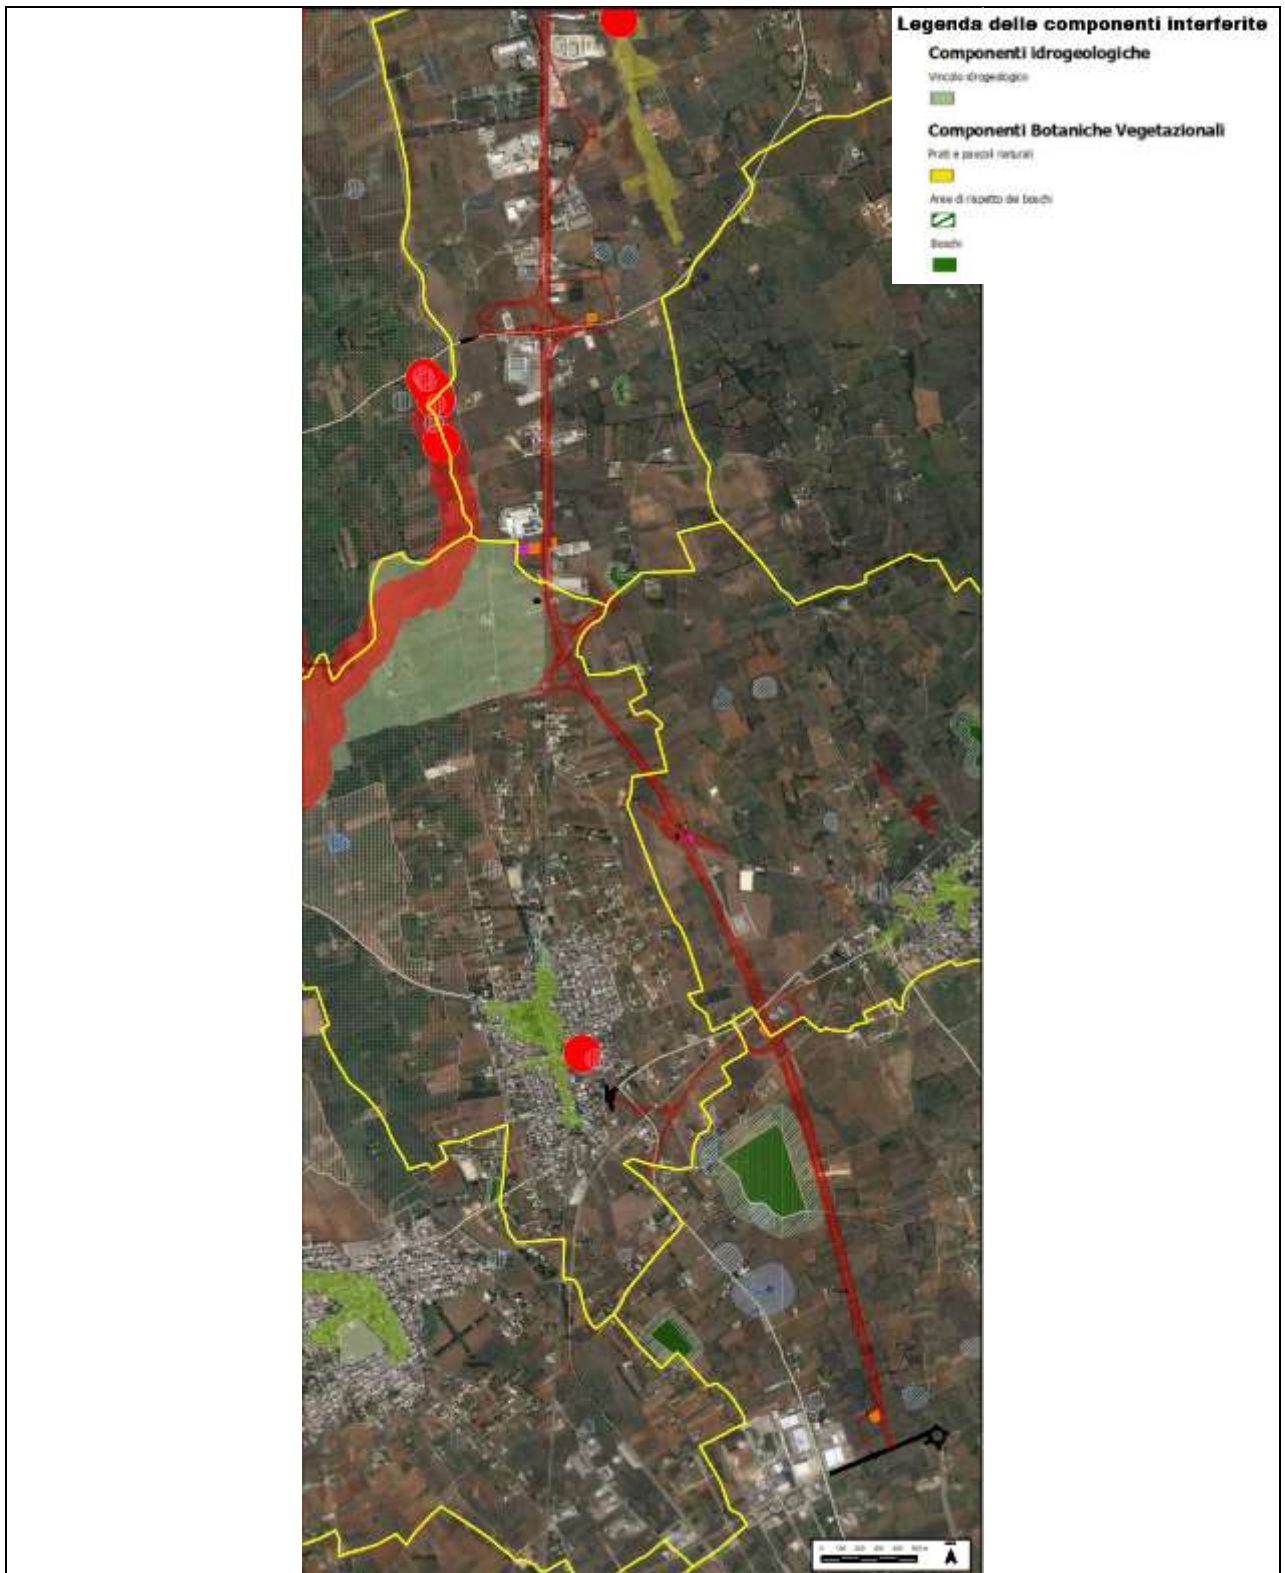 Legenda delle componenti interferite
Componenti idrogeologiche
Vincolo idrogeologico
Componenti Botaniche Vegetazionali
Prati e pascoli naturali
Aree di rispetto dei boschi
Boschi